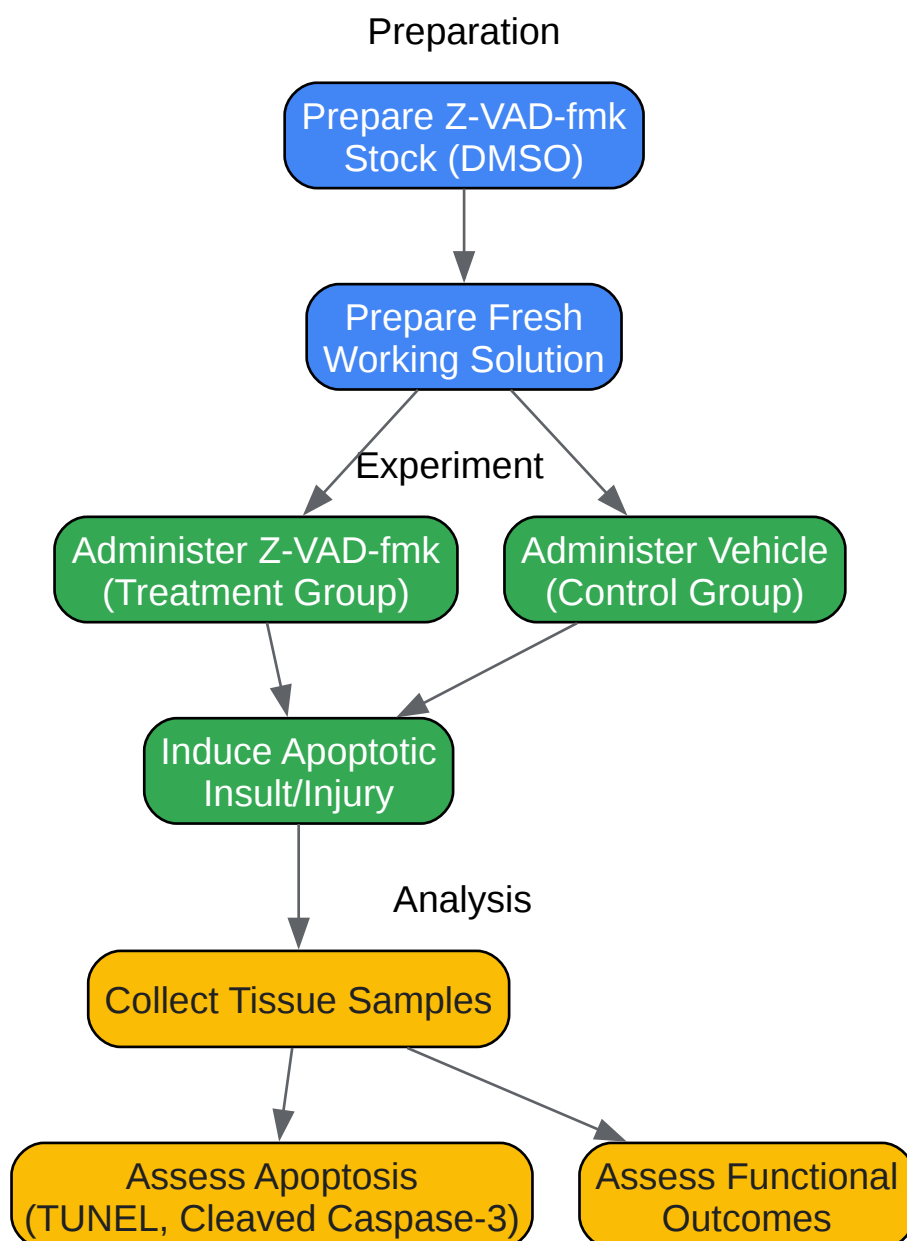 Preparation
Prepare Z-VAD-fmk
Stock (DMSO)
Prepare Fresh
Working Solution
Experiment
Administer Z-VAD-fmk
(Treatment Group)
Administer Vehicle
(Control Group)
Induce Apoptotic
Insult/Injury
Analysis
Collect Tissue Samples
Assess Apoptosis
(TUNEL, Cleaved Caspase-3)
Assess Functional
Outcomes